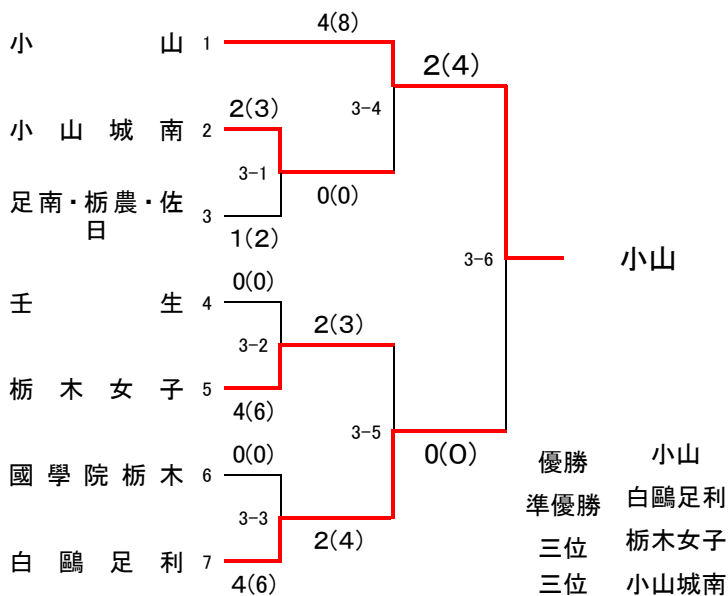 4(8)
小山 1
2(4)
3-4
2(3)
小山城南 2
3-1
0(0)
足南・栃農・佐日 3
1(2)
3-6
小山
0(0)
壬生 4
2(3)
3-2
栃木女子 5
4(6)
3-5
0(0)
0(0)
國學院栃木 6
3-3
2(4)
白鷗足利 7
4(6)
優勝 小山
準優勝 白鷗足利
三位 栃木女子
三位 小山城南